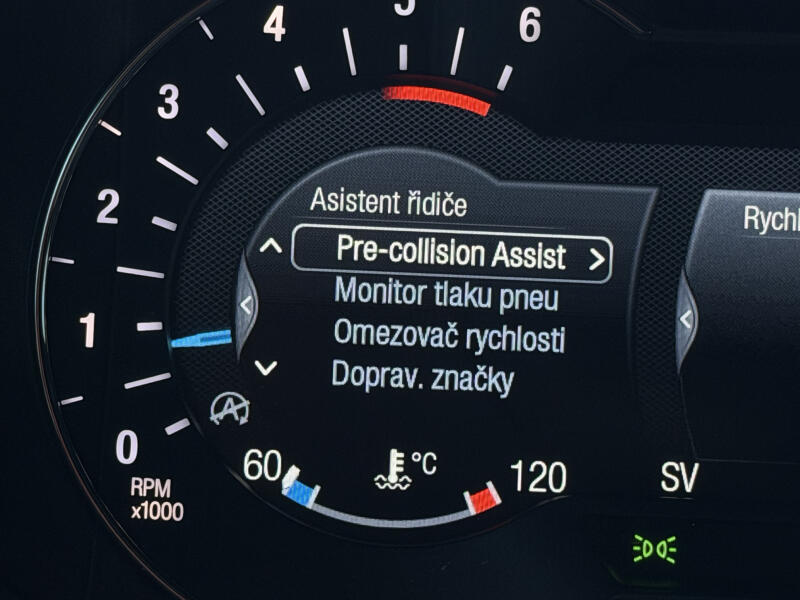 4
5
6
3
2
1
0
RPM
x1000
Asistent řidiče
Pre-collision Assist
Monitor tlaku pneu
Omezovač rychlosti
Doprav. značky
A
60
°C
120
SV